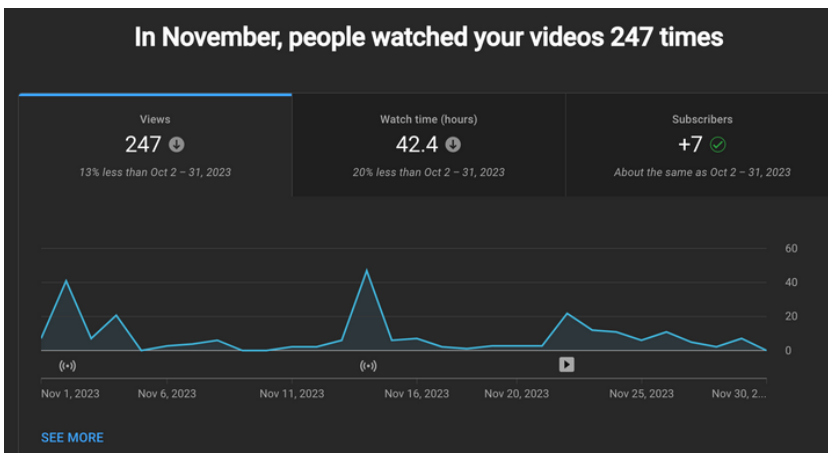 In November, people watched your videos 247 times
Views
247
13% less than Oct 2 – 31, 2023
Watch time (hours)
42.4
20% less than Oct 2 – 31, 2023
Subscribers
+7
About the same as Oct 2 – 31, 2023
60
40
20
0
Nov 1, 2023 Nov 6, 2023 Nov 11, 2023 Nov 16, 2023 Nov 20, 2023 Nov 25, 2023 Nov 30, 2...
SEE MORE